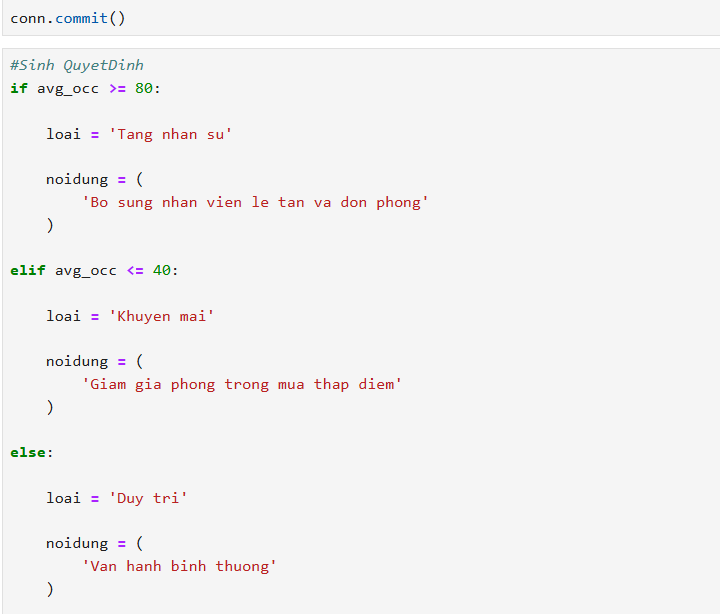 conn.commit()
#Sinh QuyetDinh
if avg_occ >= 80:
    loai = 'Tang nhan su'
    noidung = (
        'Bo sung nhan vien le tan va don phong'
    )
elif avg_occ <= 40:
    loai = 'Khuyen mai'
    noidung = (
        'Giam gia phong trong mua thap diem'
    )
else:
    loai = 'Duy tri'
    noidung = (
        'Van hanh binh thuong'
    )